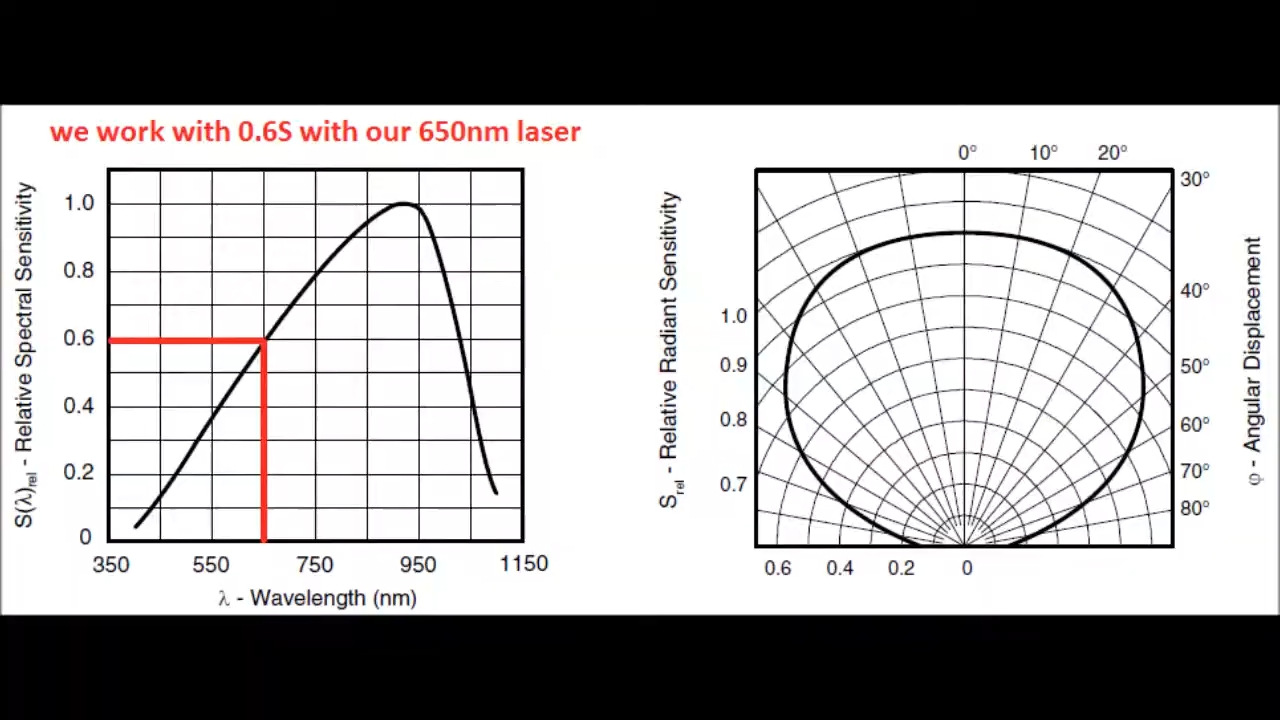 we work with 0.6S with our 650nm laser
S(λ)rel - Relative Spectral Sensitivity
1.0
0.8
0.6
0.4
0.2
0
350 550 750 950 1150
λ - Wavelength (nm)
0° 10° 20°
30°
40°
50°
60°
70°
80°
φ - Angular Displacement
Srel - Relative Radiant Sensitivity
1.0
0.9
0.8
0.7
0.6 0.4 0.2 0